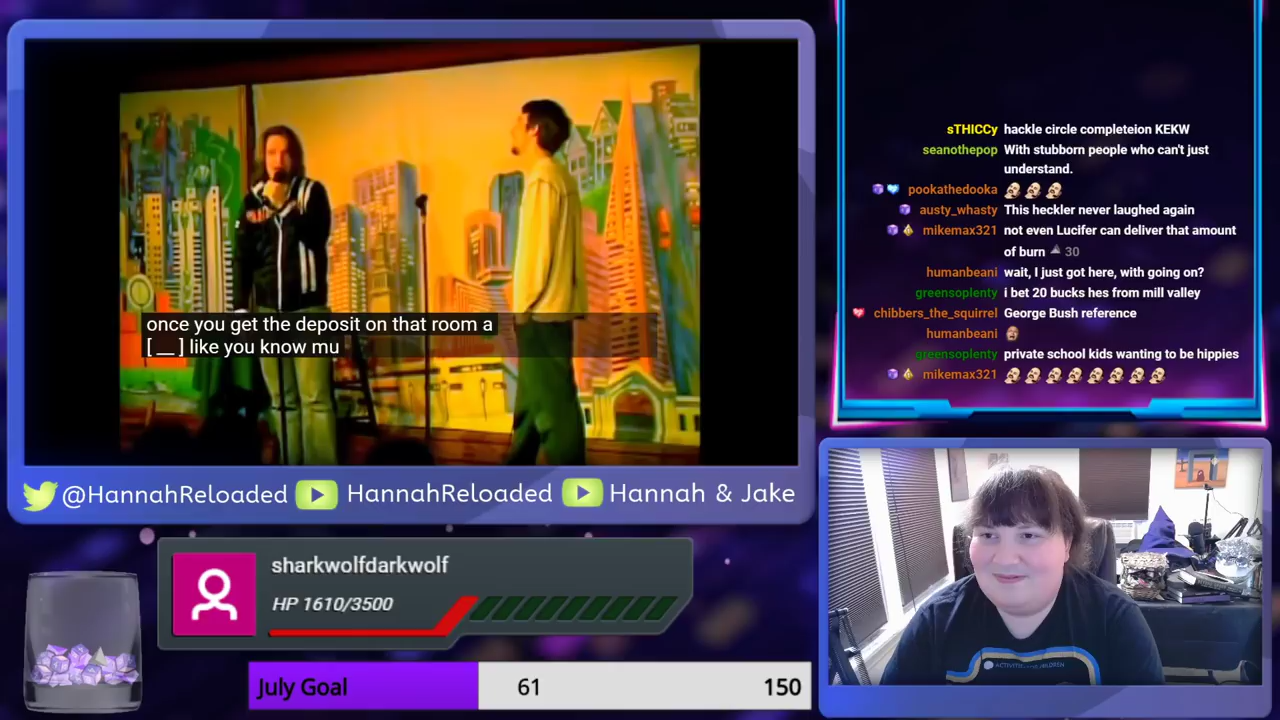 once you get the deposit on that room a
[ __ ] like you know mu
@HannahReloaded HannahReloaded Hannah & Jake
sharkwolfdarkwolf
HP 1610/3500
July Goal 61 150
sTHICCy hackle circle completeion KEKW
seanothepop With stubborn people who can't just
understand.
pookathedooka
austy_whasty This heckler never laughed again
mikemax321 not even Lucifer can deliver that amount
of burn 30
humanbeani wait, I just got here, with going on?
greensoplenty i bet 20 bucks hes from mill valley
chibbers_the_squirrel George Bush reference
humanbeani
greensoplenty private school kids wanting to be hippies
mikemax321